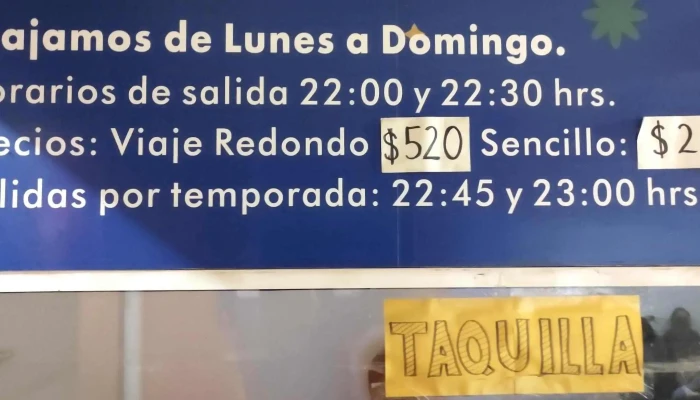 ajamos de Lunes a Domingo.
orarios de salida 22:00 y 22:30 hrs.
ecios: Viaje Redondo $520 Sencillo: $2
lidas por temporada: 22:45 y 23:00 hrs
TAQUILLA